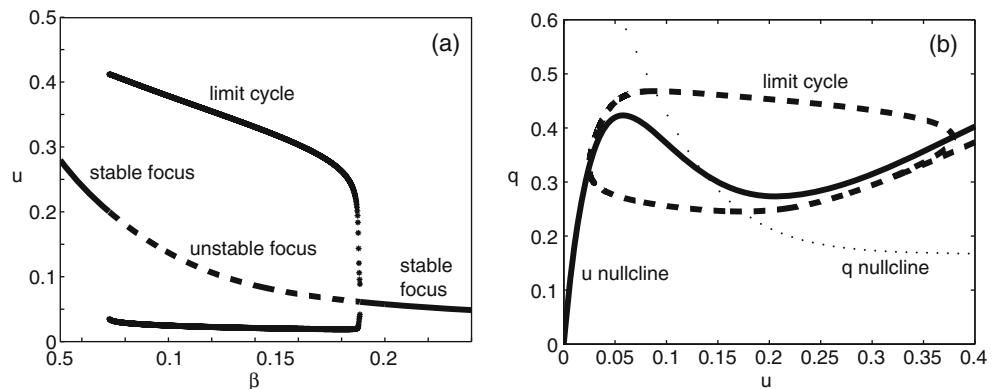 (a)
0.5
0.4
0.3
0.2
0.1
0
u
limit cycle
stable focus
unstable focus
stable
focus
0.5
0.1
0.15
0.2
β
(b)
0.6
0.5
0.4
0.3
0.2
0.1
0
q
limit cycle
u nullcline
q nullcline
0
0.05
0.1
0.15
0.2
0.25
0.3
0.35
0.4
u